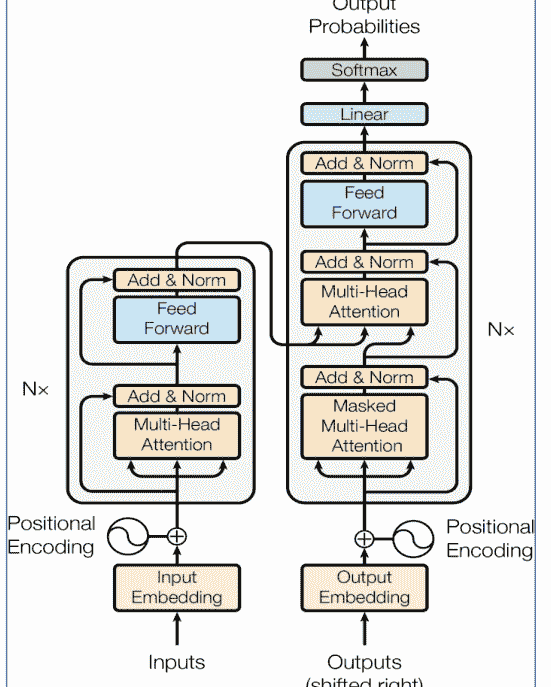 Output
Probabilities
Softmax
Linear
Add & Norm
Feed
Forward
Add & Norm
Multi-Head
Attention
Add & Norm
Masked
Multi-Head
Attention
Nx
Add & Norm
Feed
Forward
Add & Norm
Multi-Head
Attention
Nx
Positional
Encoding
Positional
Encoding
Input
Embedding
Output
Embedding
Inputs
Outputs
(shifted right)